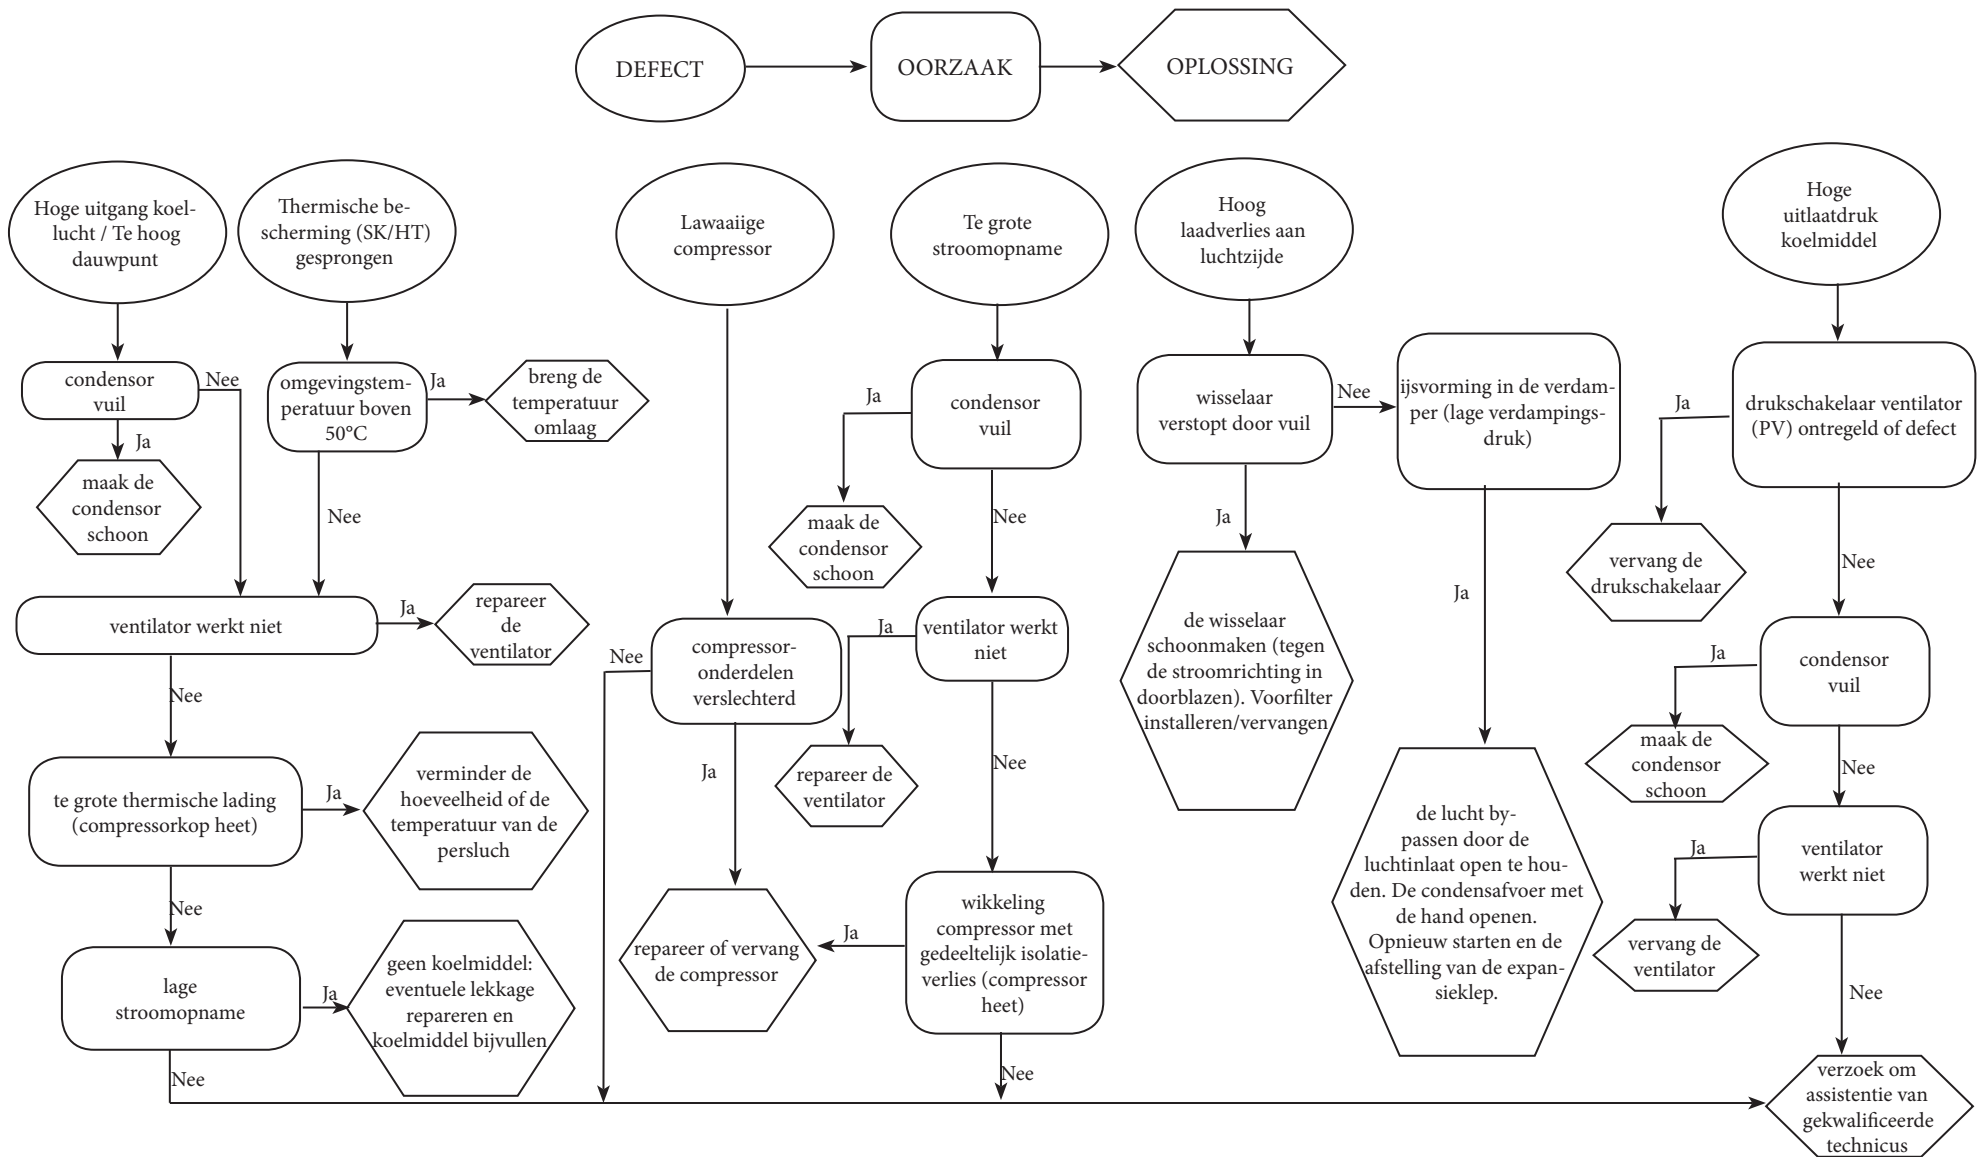 DEFECT
OORZAAK
OPLOSSING
Hoge uitgang koel-
lucht / Te hoog
dauwpunt
condensor
vuil
Nee
Ja
maak de
condensor
schoon
Thermische be-
scherming (SK/HT)
gesprongen
omgevingstem-
peratuur boven
50°C
Ja
breng de
temperatuur
omlaag
Nee
ventilator werkt niet
Ja
repareer
de
ventilator
Nee
te grote thermische lading
(compressorkop heet)
Ja
verminder de
hoeveelheid of de
temperatuur van de
persluch
Nee
lage
stroomopname
Ja
geen koelmiddel:
eventuele lekkage
repareren en
koelmiddel bijvullen
Nee
Lawaaiige
compressor
compressor-
onderdelen
verslechterd
Nee
Ja
repareer of vervang
de compressor
Te grote
stroomopname
condensor
vuil
Ja
maak de
condensor
schoon
Nee
ventilator werkt
niet
Ja
repareer de
ventilator
Nee
wikkeling
compressor met
gedeeltelijk isolatie-
verlies (compressor
heet)
Ja
Nee
Hoog
laadverlies aan
luchtzijde
wisselaar
verstopt door vuil
Nee
Ja
de wisselaar
schoonmaken (tegen
de stroomrichting in
doorblazen). Voorfilter
installeren/vervangen
ijsvorming in de verdam-
per (lage verdampings-
druk)
Ja
de lucht by-
passen door de
luchtinlaat open te hou-
den. De condensafvoer met
de hand openen.
Opnieuw starten en de
afstelling van de expan-
sieklep.
Hoge
uitlaatdruk
koelmiddel
drukschakelaar ventilator
(PV) ontregeld of defect
Ja
vervang de
drukschakelaar
Nee
condensor
vuil
Ja
maak de
condensor
schoon
Nee
ventilator
werkt niet
Ja
vervang de
ventilator
Nee
verzoek om
assistentie van
gekwalificeerde
technicus